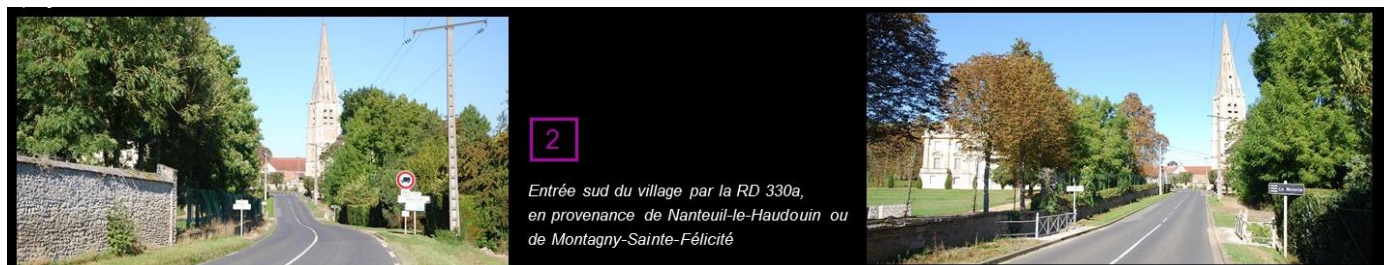 2
Entrée sud du village par la RD 330a,
en provenance de Nanteuil-le-Haudouin ou
de Montagny-Sainte-Félicité
La Nonette